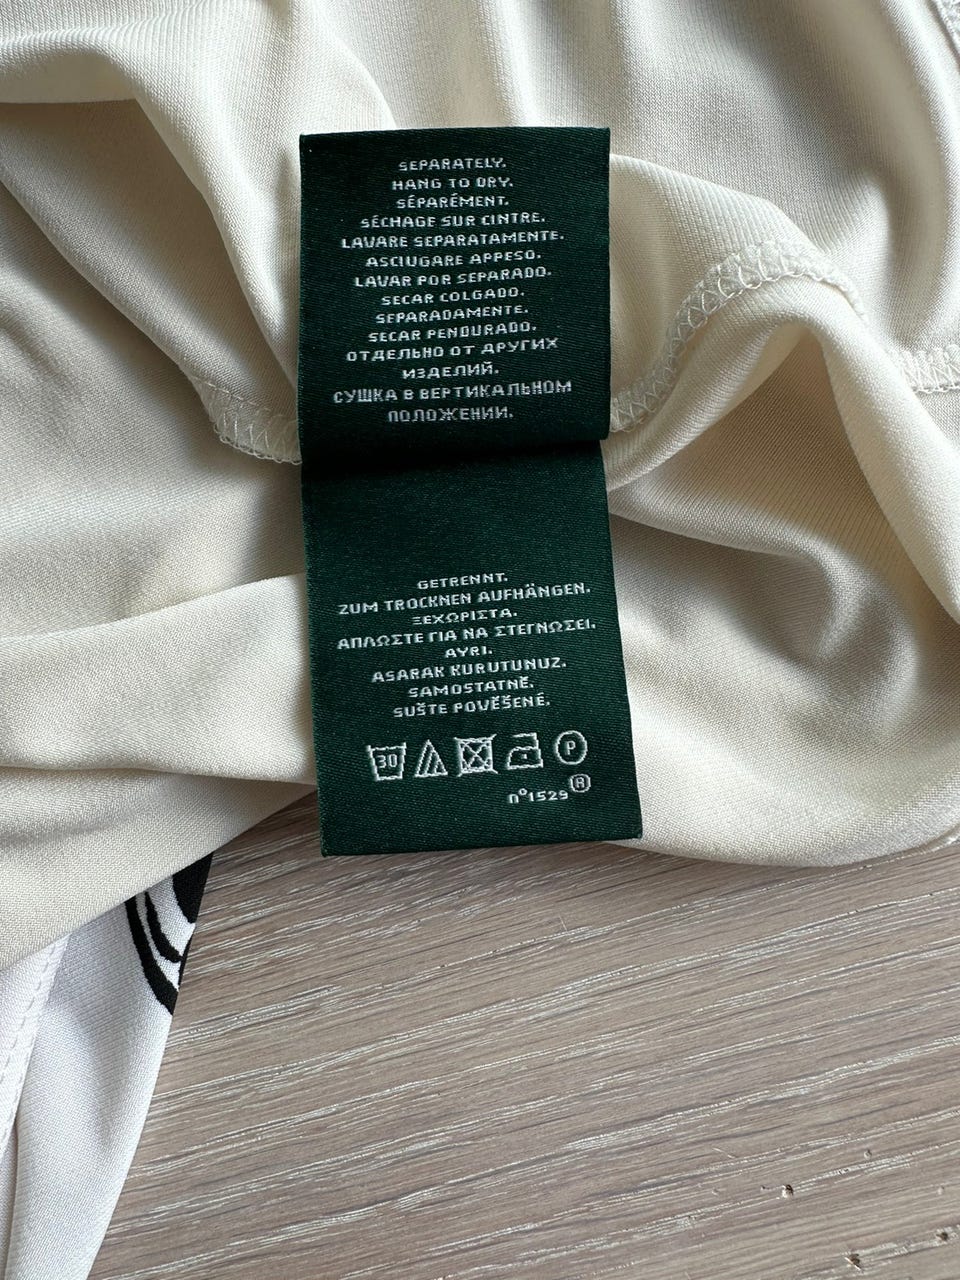 SEPARATELY.
HANG TO DRY.
SÉPARÉMENT.
SÉCHAGE SUR CINTRE.
LAVARE SEPARATAMENTE.
ASCIUGARE APPESO.
LAVAR POR SEPARADO.
SECAR COLGADO.
SEPARADAMENTE.
SECAR PENDURADO.
ОТДЕЛЬНО ОТ ДРУГИХ
ИЗДЕЛИЙ.
СУШКА В ВЕРТИКАЛЬНОМ
ПОЛОЖЕНИИ.
GETRENNT.
ZUM TROCKNEN AUFHÄNGEN.
ΞΕΧΩΡΙΣΤΑ.
ΑΠΛΩΣΤΕ ΓΙΑ ΝΑ ΣΤΕΓΝΩΣΕΙ.
AYRI.
ASARAK KURUTUNUZ.
SAMOSTATNĚ.
SUŠTE POVĚŠENÉ.
30 P
n°1529 ®